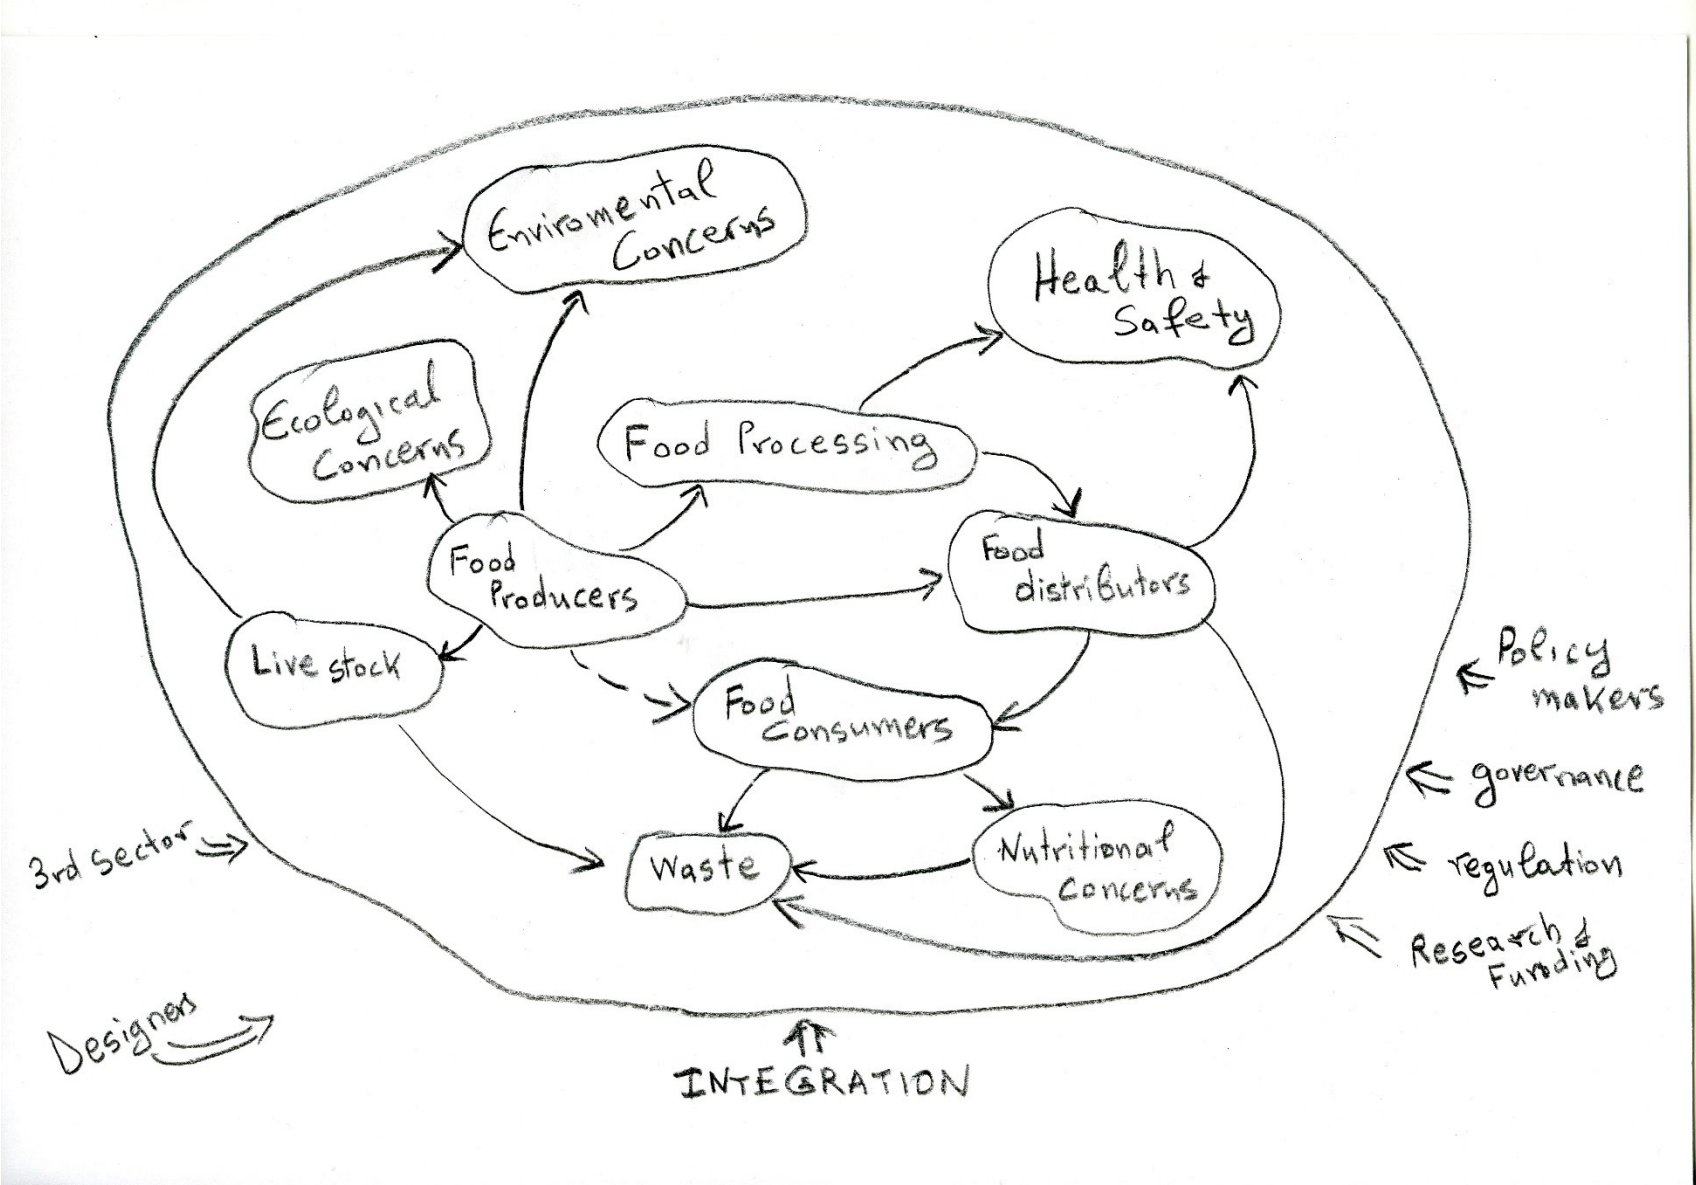 Enviromental
Concerns
Health &
Safety
Ecological
Concerns
Food Processing
Food
Producers
Food
distributors
Live stock
Food
Consumers
Policy
makers
governance
Waste
Nutritional
Concerns
regulation
3rd Sector
Research &
Funding
Designers
INTEGRATION